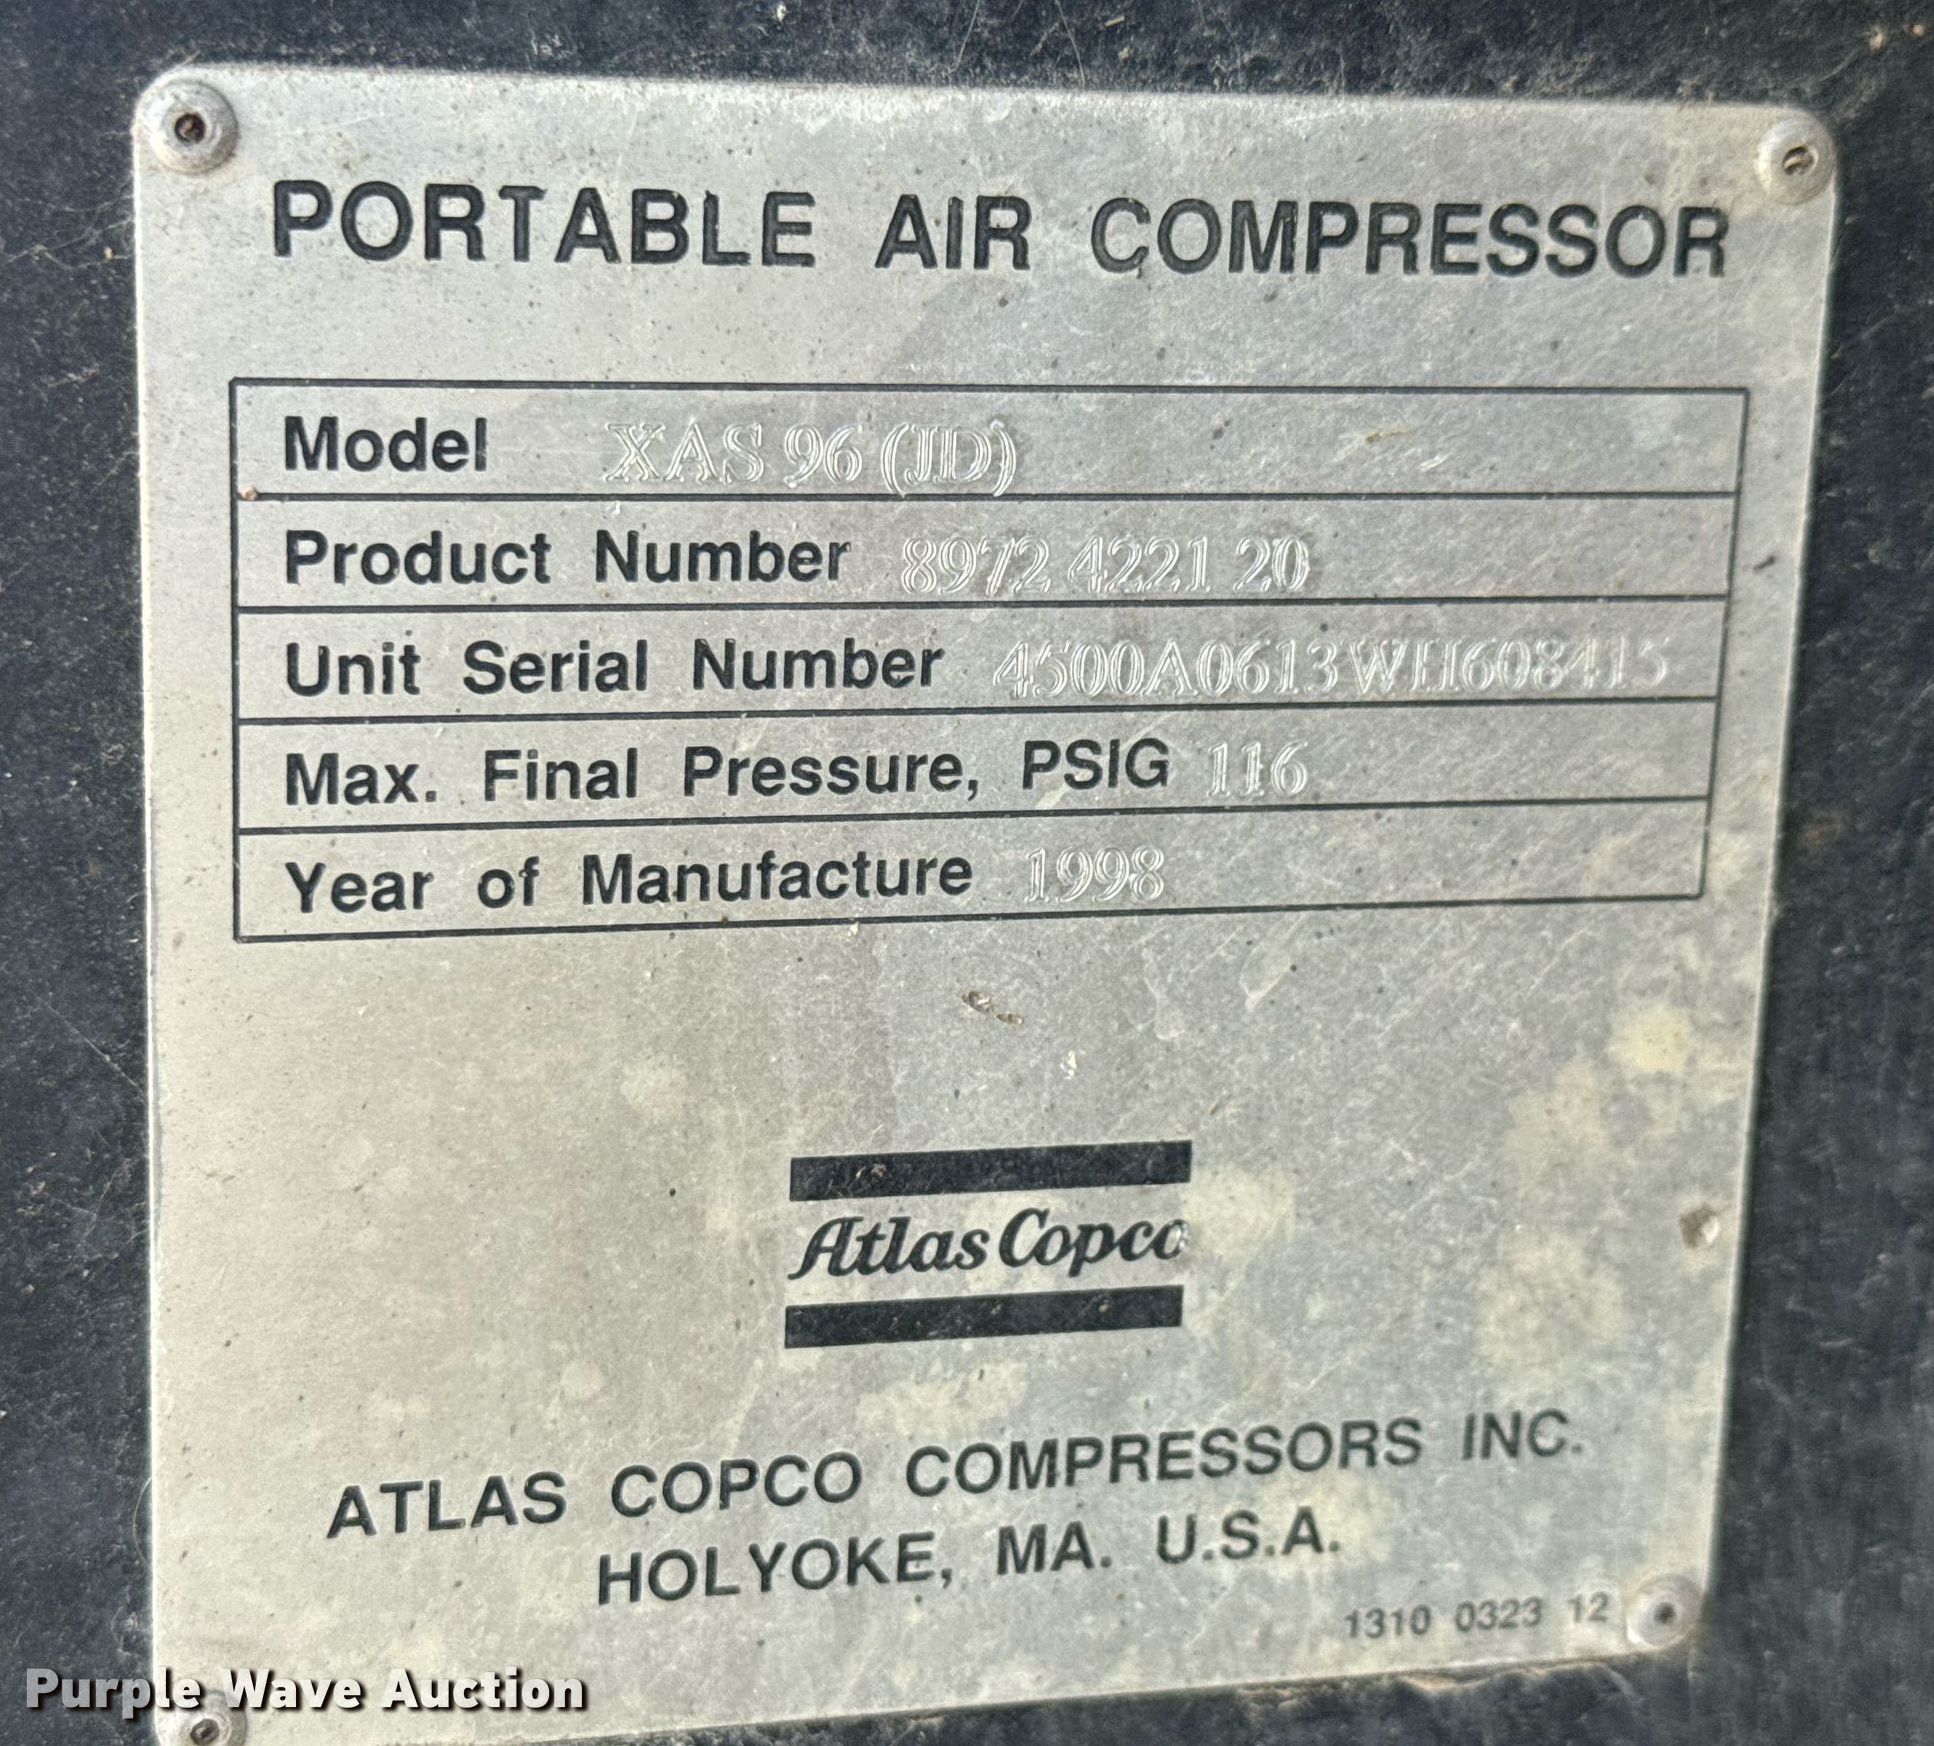 PORTABLE AIR COMPRESSOR
Model XAS 96 (JD)
Product Number 8972 4221 20
Unit Serial Number 4500A0613WH608415
Max. Final Pressure, PSIG 116
Year of Manufacture 1998
Atlas Copco
ATLAS COPCO COMPRESSORS INC.
HOLYOKE, MA. U.S.A.
1310 0323 12
Purple Wave Auction